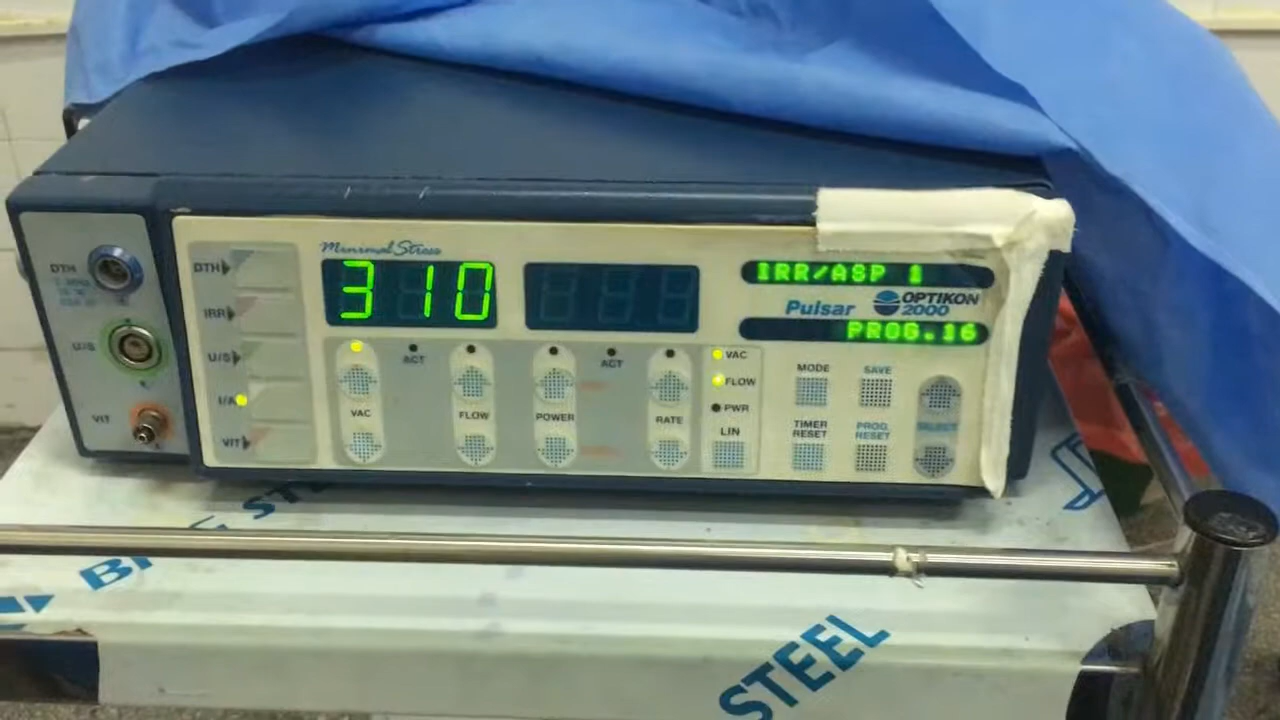 Minimal Stress
DTH
IRR
U/S
I/A
VIT
DTH
U/S
VIT
310
IRR/ASP 1
Pulsar OPTIKON 2000
PROG.16
ACT
ACT
VAC
FLOW
POWER
RATE
VAC
FLOW
PWR
LIN
MODE
SAVE
TIMER RESET
PROG. RESET
SELECT
STEEL